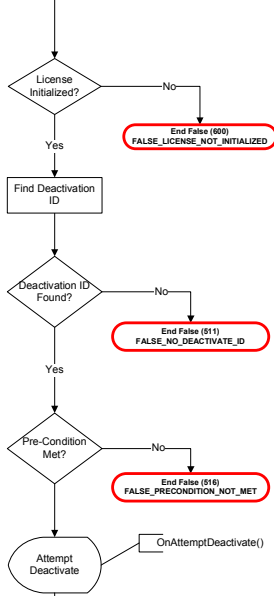 License
Initialized?
No
End False (600)
FALSE_LICENSE_NOT_INITIALIZED
Yes
Find Deactivation
ID
Deactivation ID
Found?
No
End False (511)
FALSE_NO_DEACTIVATE_ID
Yes
Pre-Condition
Met?
No
End False (516)
FALSE_PRECONDITION_NOT_MET
OnAttemptDeactivate()
Attempt
Deactivate